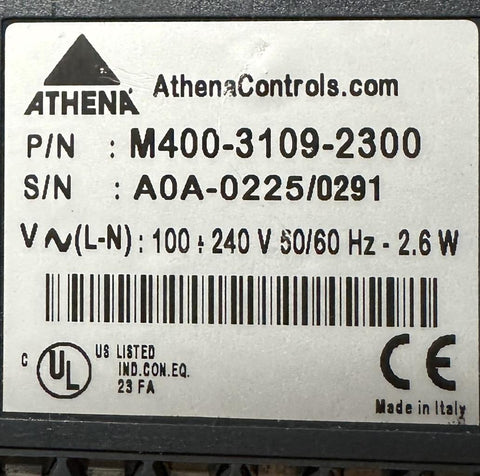 ATHENA AthenaControls.com
P/N : M400-3109-2300
S/N : A0A-0225/0291
V∿(L-N) : 100 ÷ 240 V 50/60 Hz - 2.6 W
C UL US LISTED
IND.CON.EQ.
23 FA
CE
Made in Italy